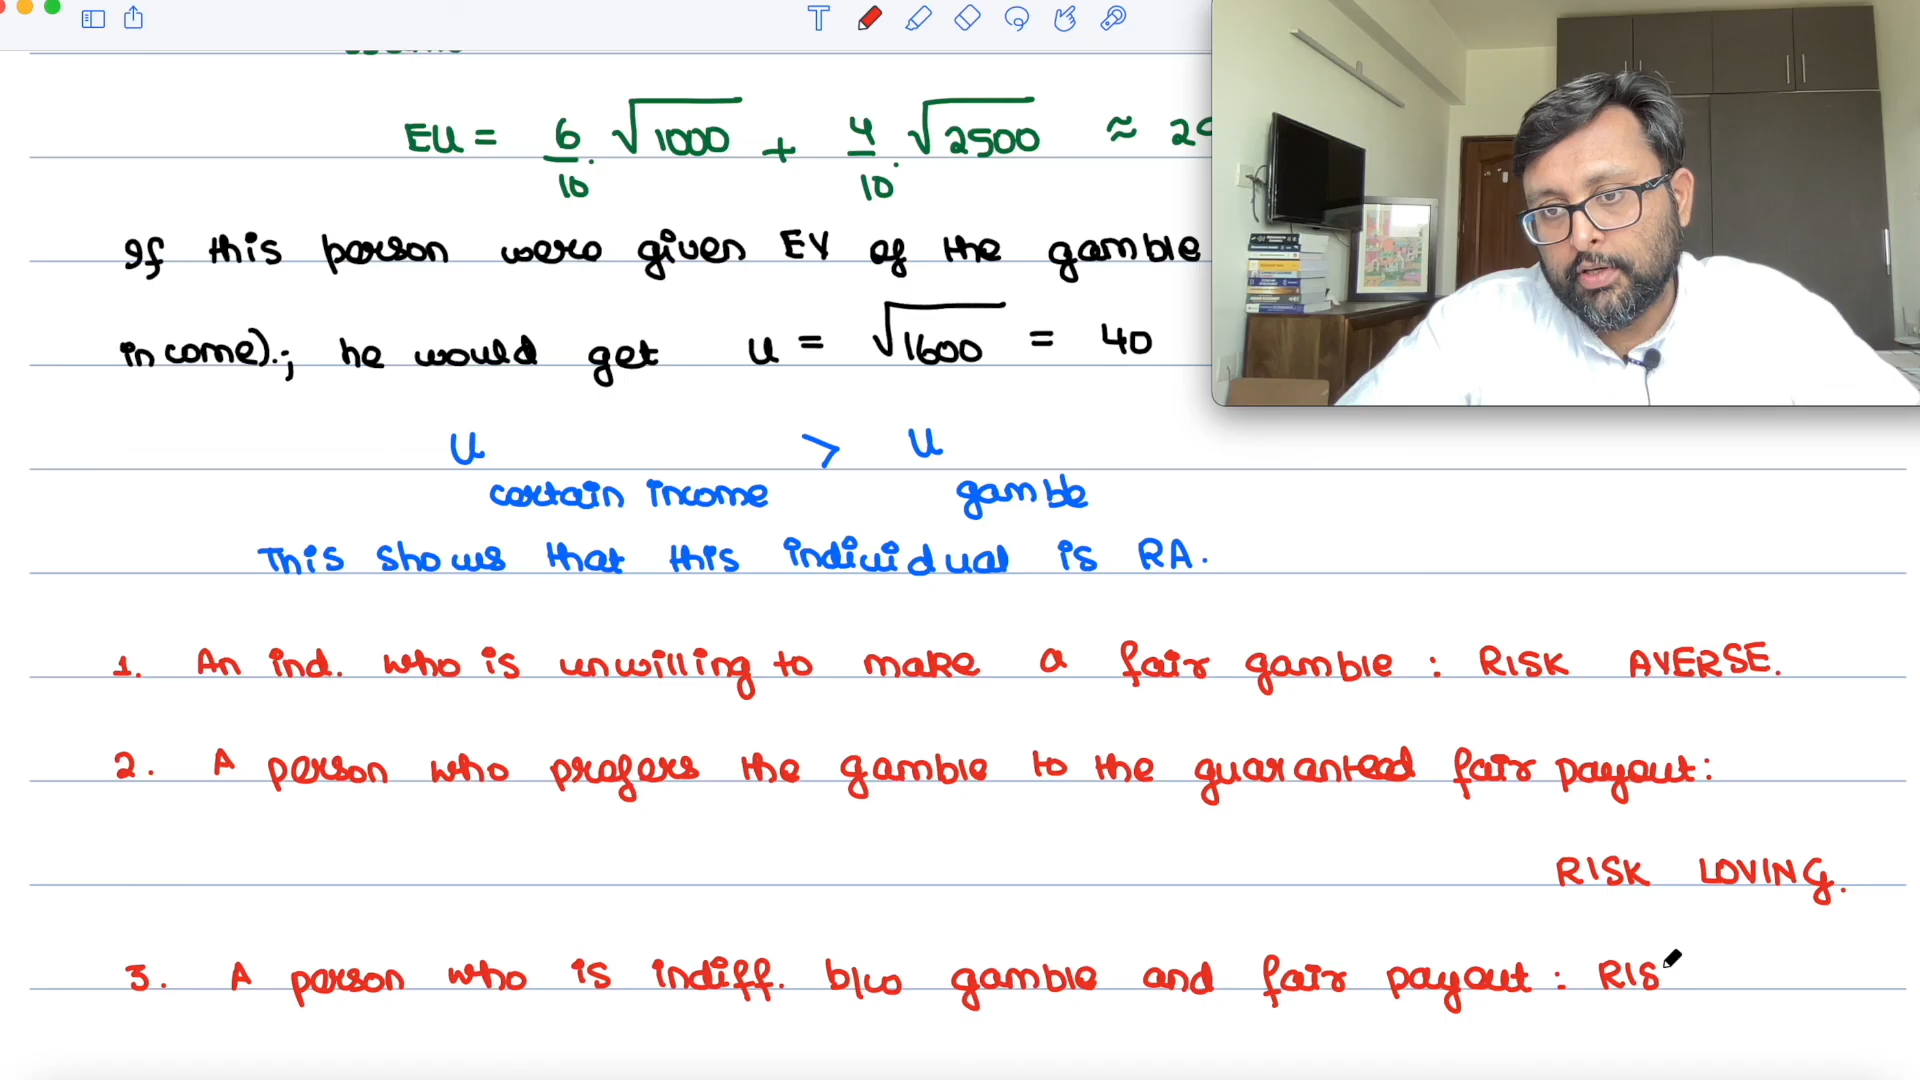 EU = 6/10 . √1000 + 4/10 . √2500 ≈
If this person were given EV of the gamble
income).; he would get u = √1600 = 40
U certain income > U gamble
This shows that this individual is RA.
1. An ind. who is unwilling to make a fair gamble : RISK AVERSE.
2. A person who prefers the gamble to the guaranteed fair payout:
RISK LOVING.
3. A person who is indiff. b/w gamble and fair payout : RIS